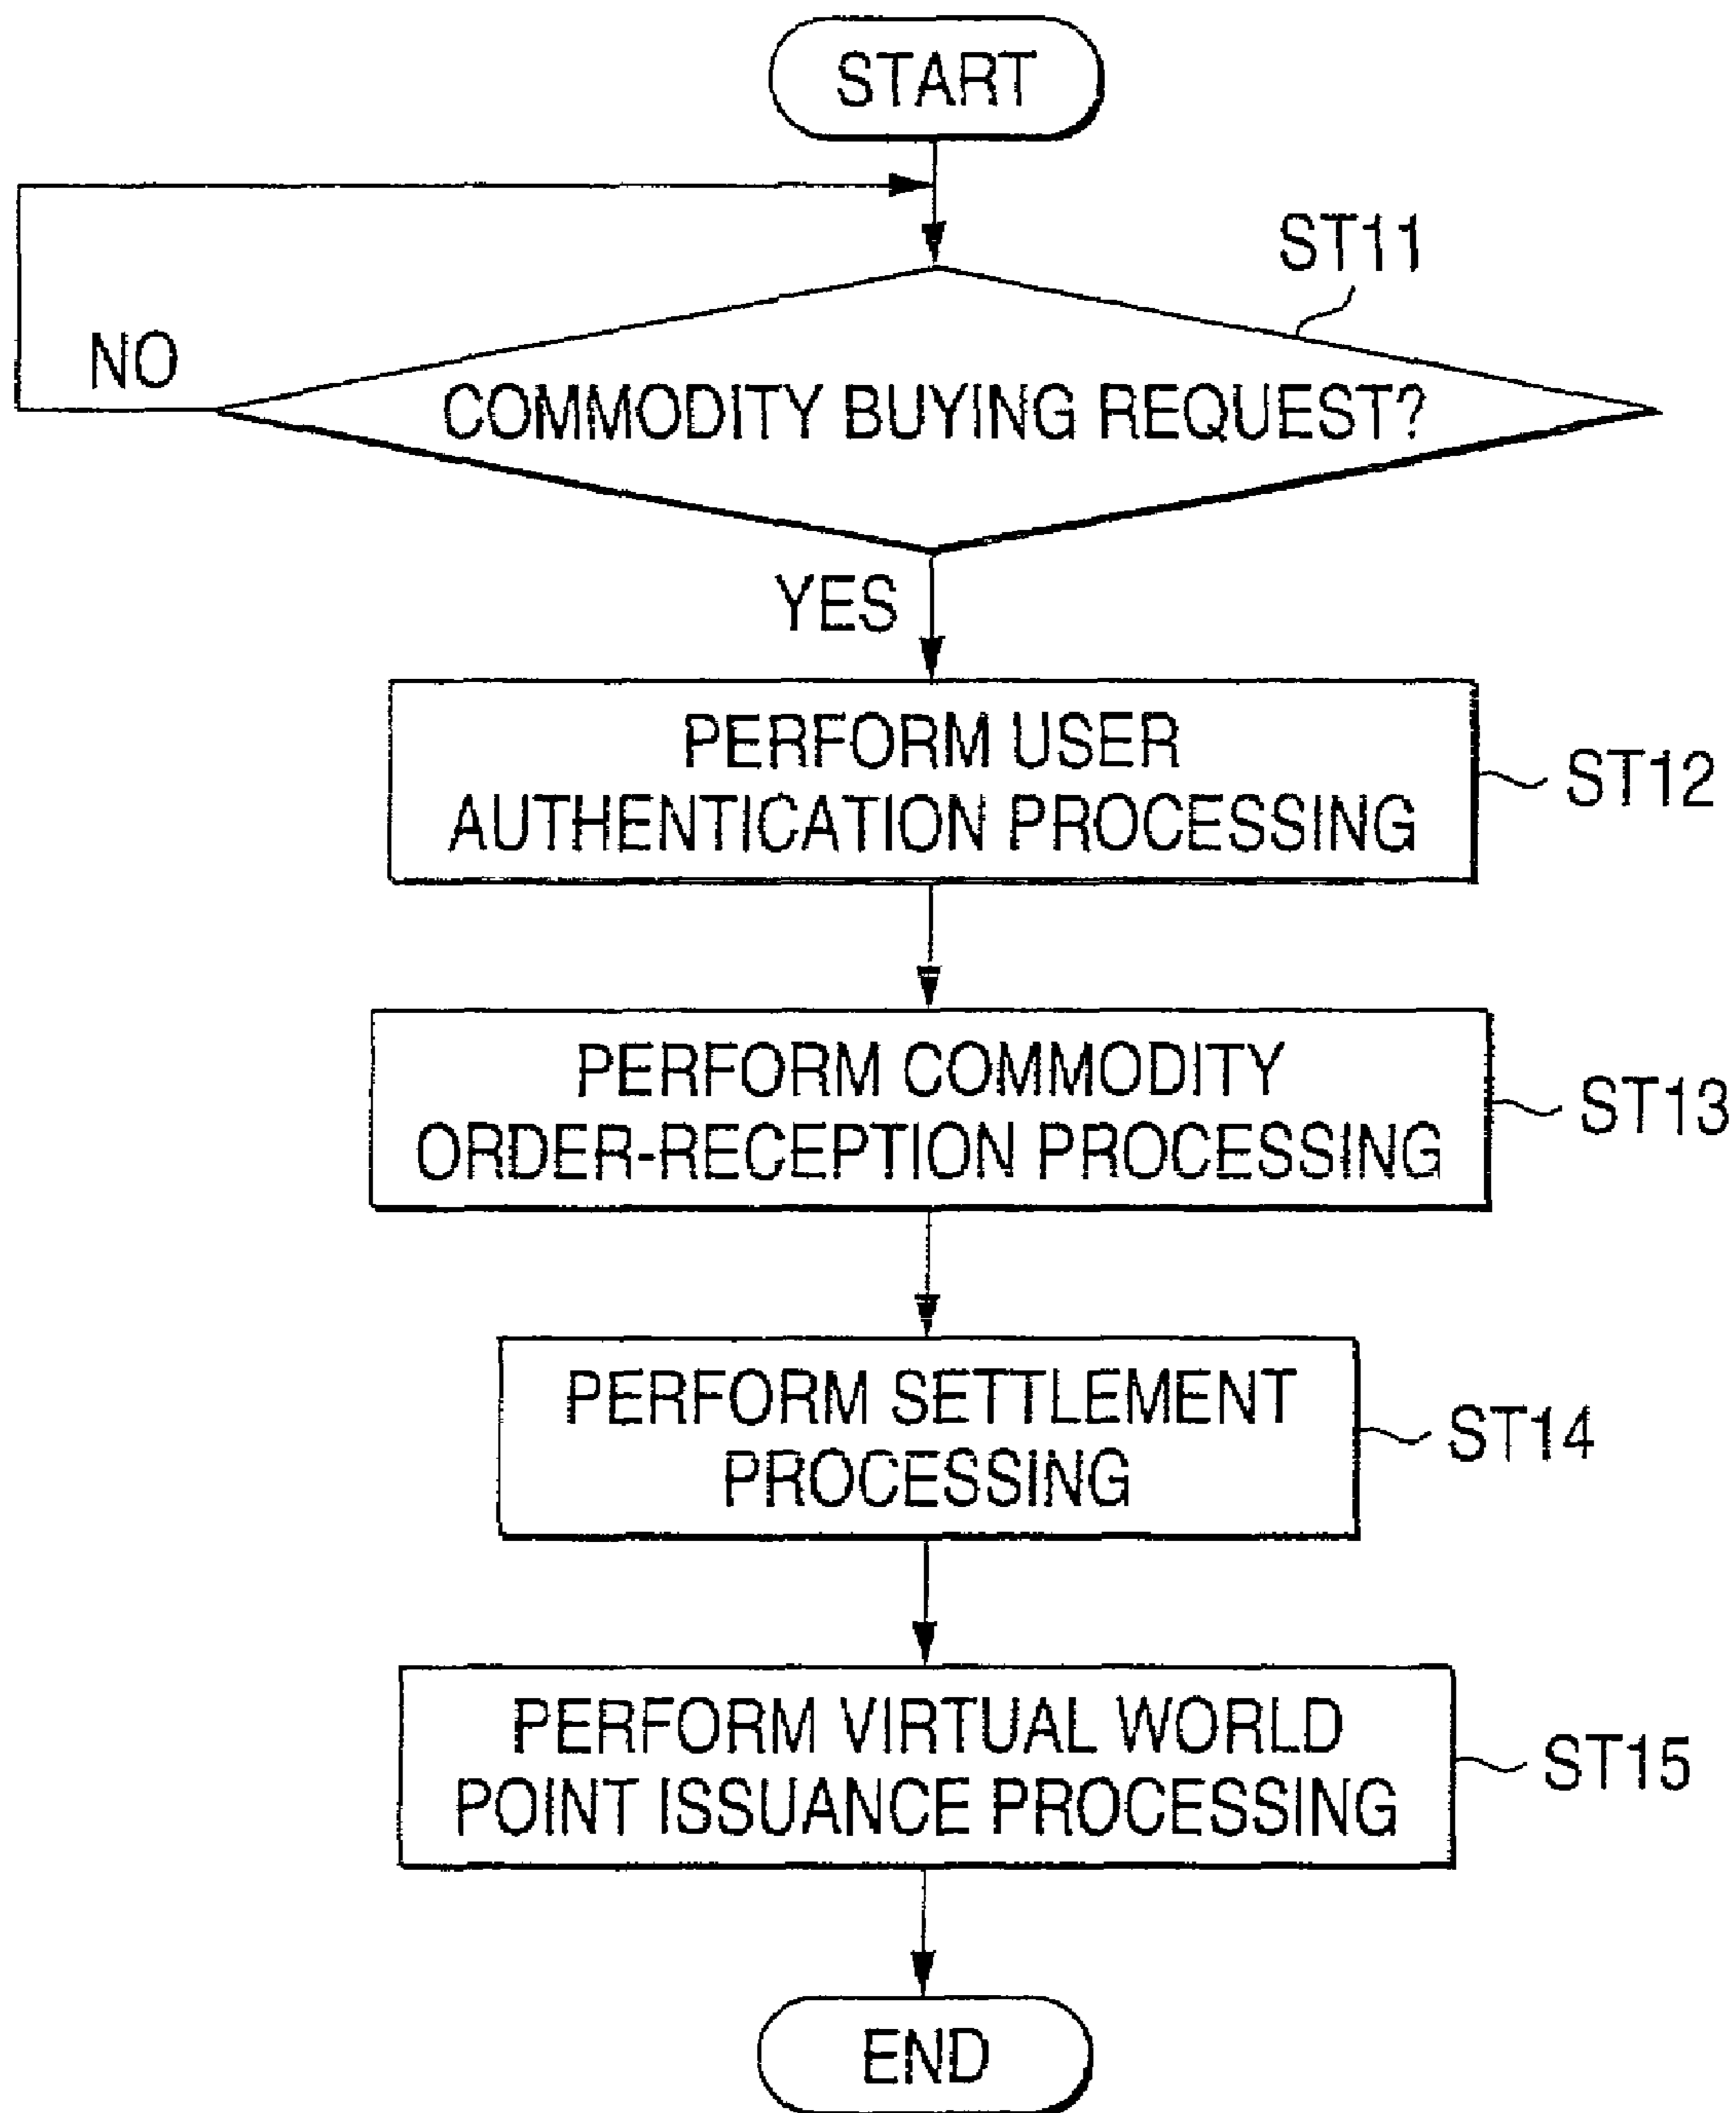 START
ST11
NO
COMMODITY BUYING REQUEST?
YES
PERFORM USER
AUTHENTICATION PROCESSING
ST12
PERFORM COMMODITY
ORDER-RECEPTION PROCESSING
ST13
PERFORM SETTLEMENT
PROCESSING
ST14
PERFORM VIRTUAL WORLD
POINT ISSUANCE PROCESSING
ST15
END